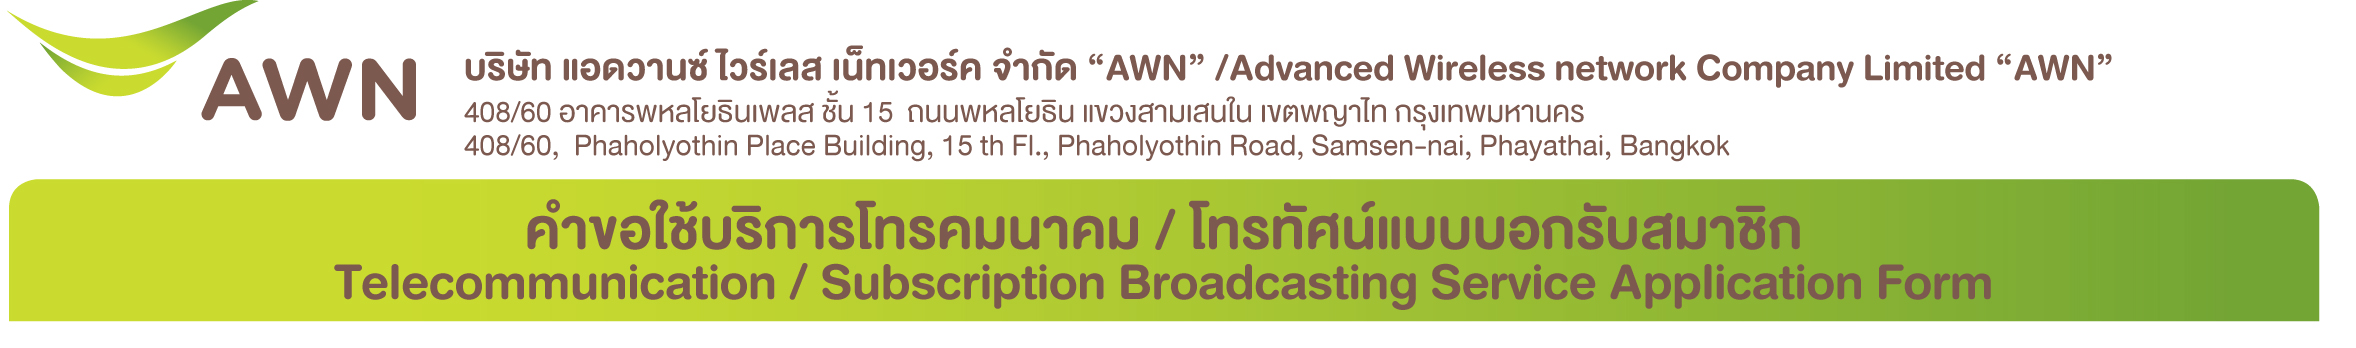 AWN
บริษัท แอดวานซ์ ไวร์เลส เน็ทเวอร์ค จำกัด “AWN” /Advanced Wireless network Company Limited “AWN”
408/60 อาคารพหลโยธินเพลส ชั้น 15 ถนนพหลโยธิน แขวงสามเสนใน เขตพญาไท กรุงเทพมหานคร
408/60, Phaholyothin Place Building, 15 th Fl., Phaholyothin Road, Samsen-nai, Phayathai, Bangkok
คำขอใช้บริการโทรคมนาคม / โทรทัศน์แบบบอกรับสมาชิก
Telecommunication / Subscription Broadcasting Service Application Form